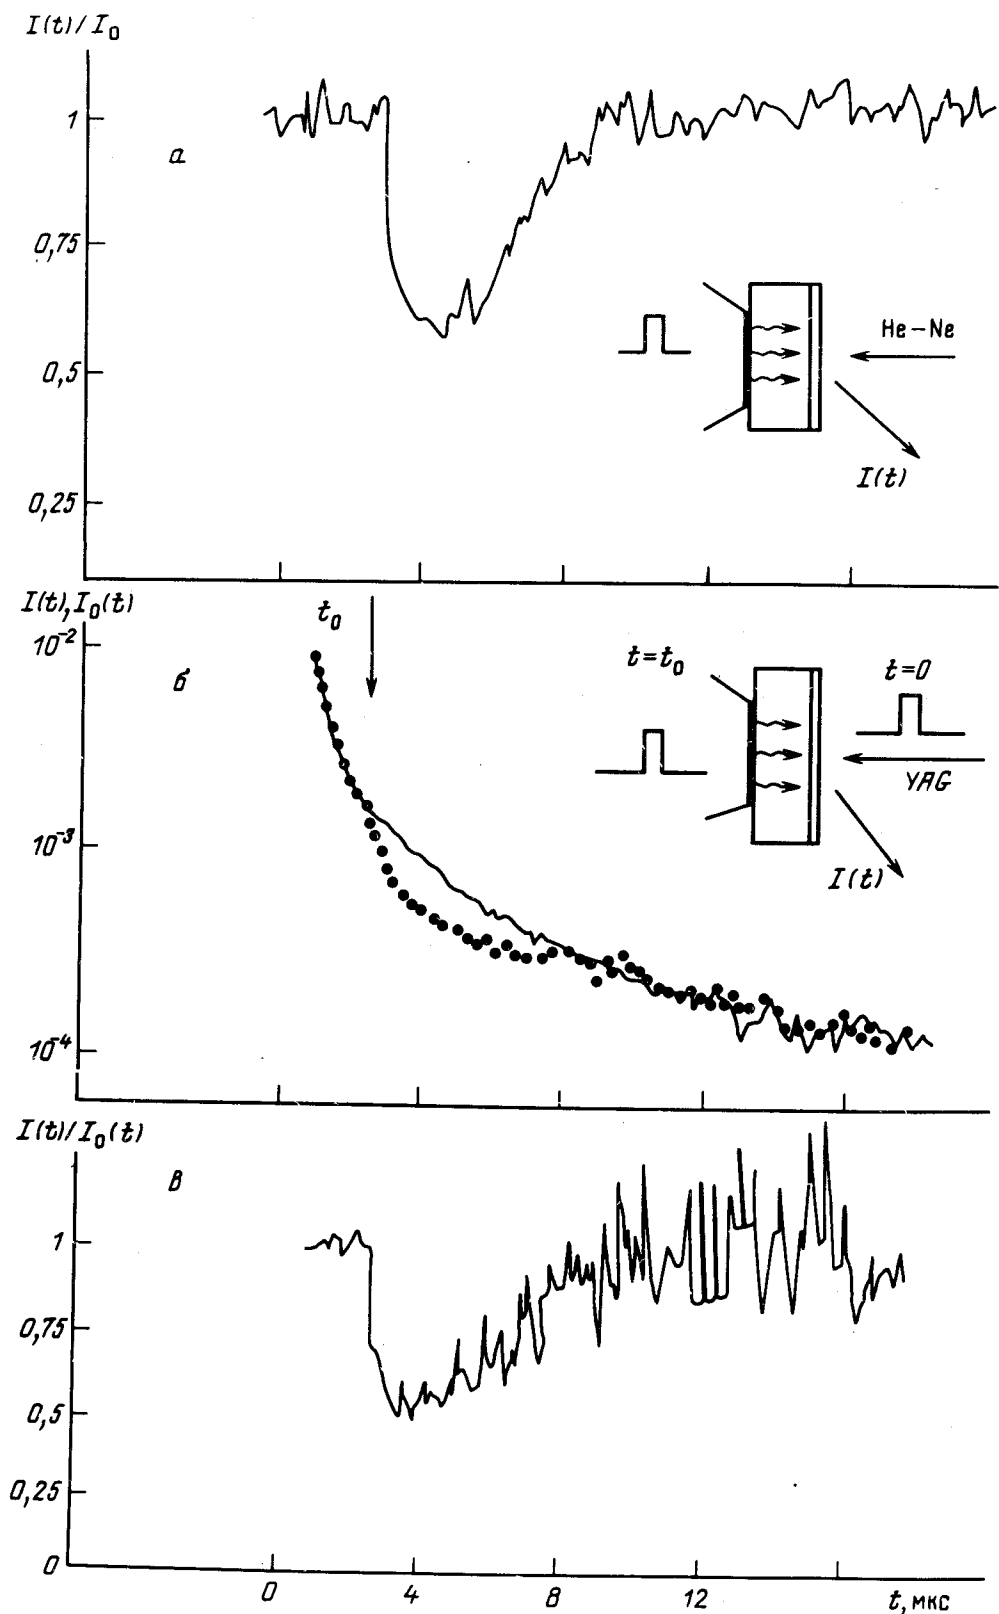 I(t)/I₀
1
а
0,75
Не–Ne
0,5
I(t)
0,25
I(t),I₀(t)
t₀
10⁻²
б
t=t₀
t=0
YAG
10⁻³
I(t)
10⁻⁴
I(t)/I₀(t)
в
1
0,75
0,5
0,25
0
0 4 8 12 t, мкс